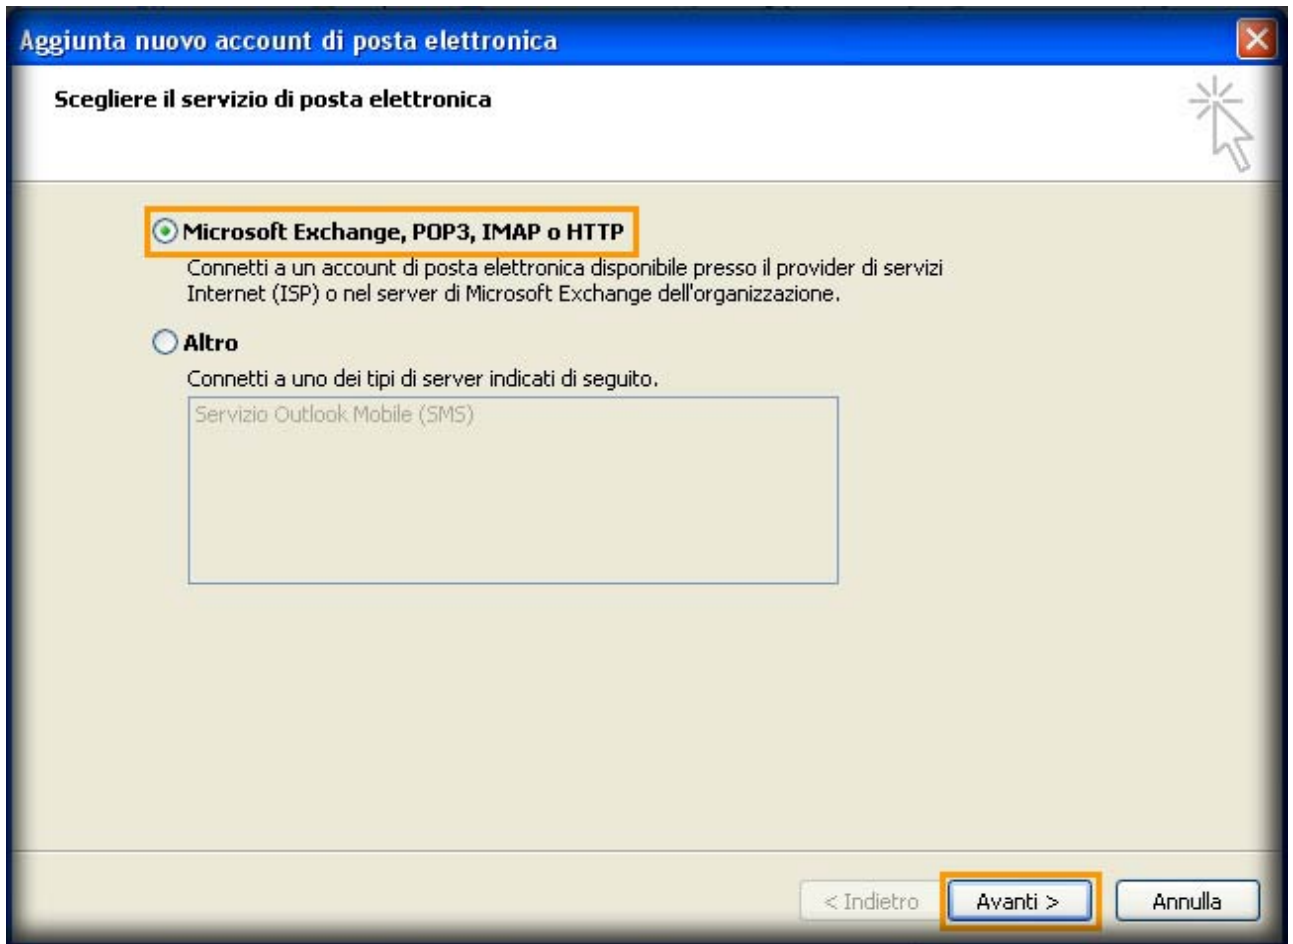 Aggiunta nuovo account di posta elettronica
Scegliere il servizio di posta elettronica
Microsoft Exchange, POP3, IMAP o HTTP
Connetti a un account di posta elettronica disponibile presso il provider di servizi
Internet (ISP) o nel server di Microsoft Exchange dell'organizzazione.
Altro
Connetti a uno dei tipi di server indicati di seguito.
Servizio Outlook Mobile (SMS)
< Indietro Avanti > Annulla